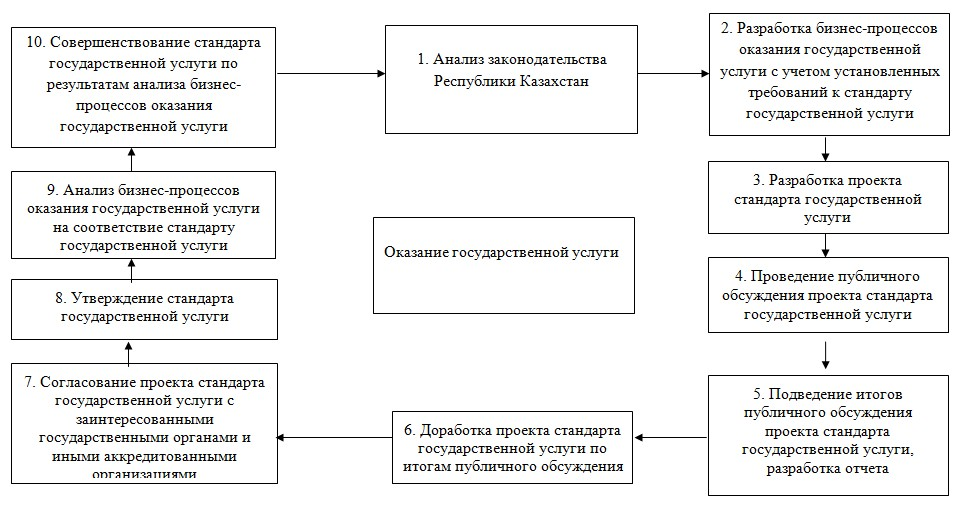 10. Совершенствование стандарта
государственной услуги по
результатам анализа бизнес-
процессов оказания
государственной услуги
1. Анализ законодательства
Республики Казахстан
2. Разработка бизнес-процессов
оказания государственной
услуги с учетом установленных
требований к стандарту
государственной услуги
3. Разработка проекта
стандарта государственной
услуги
4. Проведение публичного
обсуждения проекта стандарта
государственной услуги
5. Подведение итогов
публичного обсуждения
проекта стандарта
государственной услуги,
разработка отчета
6. Доработка проекта стандарта
государственной услуги по
итогам публичного обсуждения
7. Согласование проекта стандарта
государственной услуги с
заинтересованными
государственными органами и
иными аккредитованными
организациями
8. Утверждение стандарта
государственной услуги
9. Анализ бизнес-процессов
оказания государственной услуги
на соответствие стандарту
государственной услуги
Оказание государственной услуги